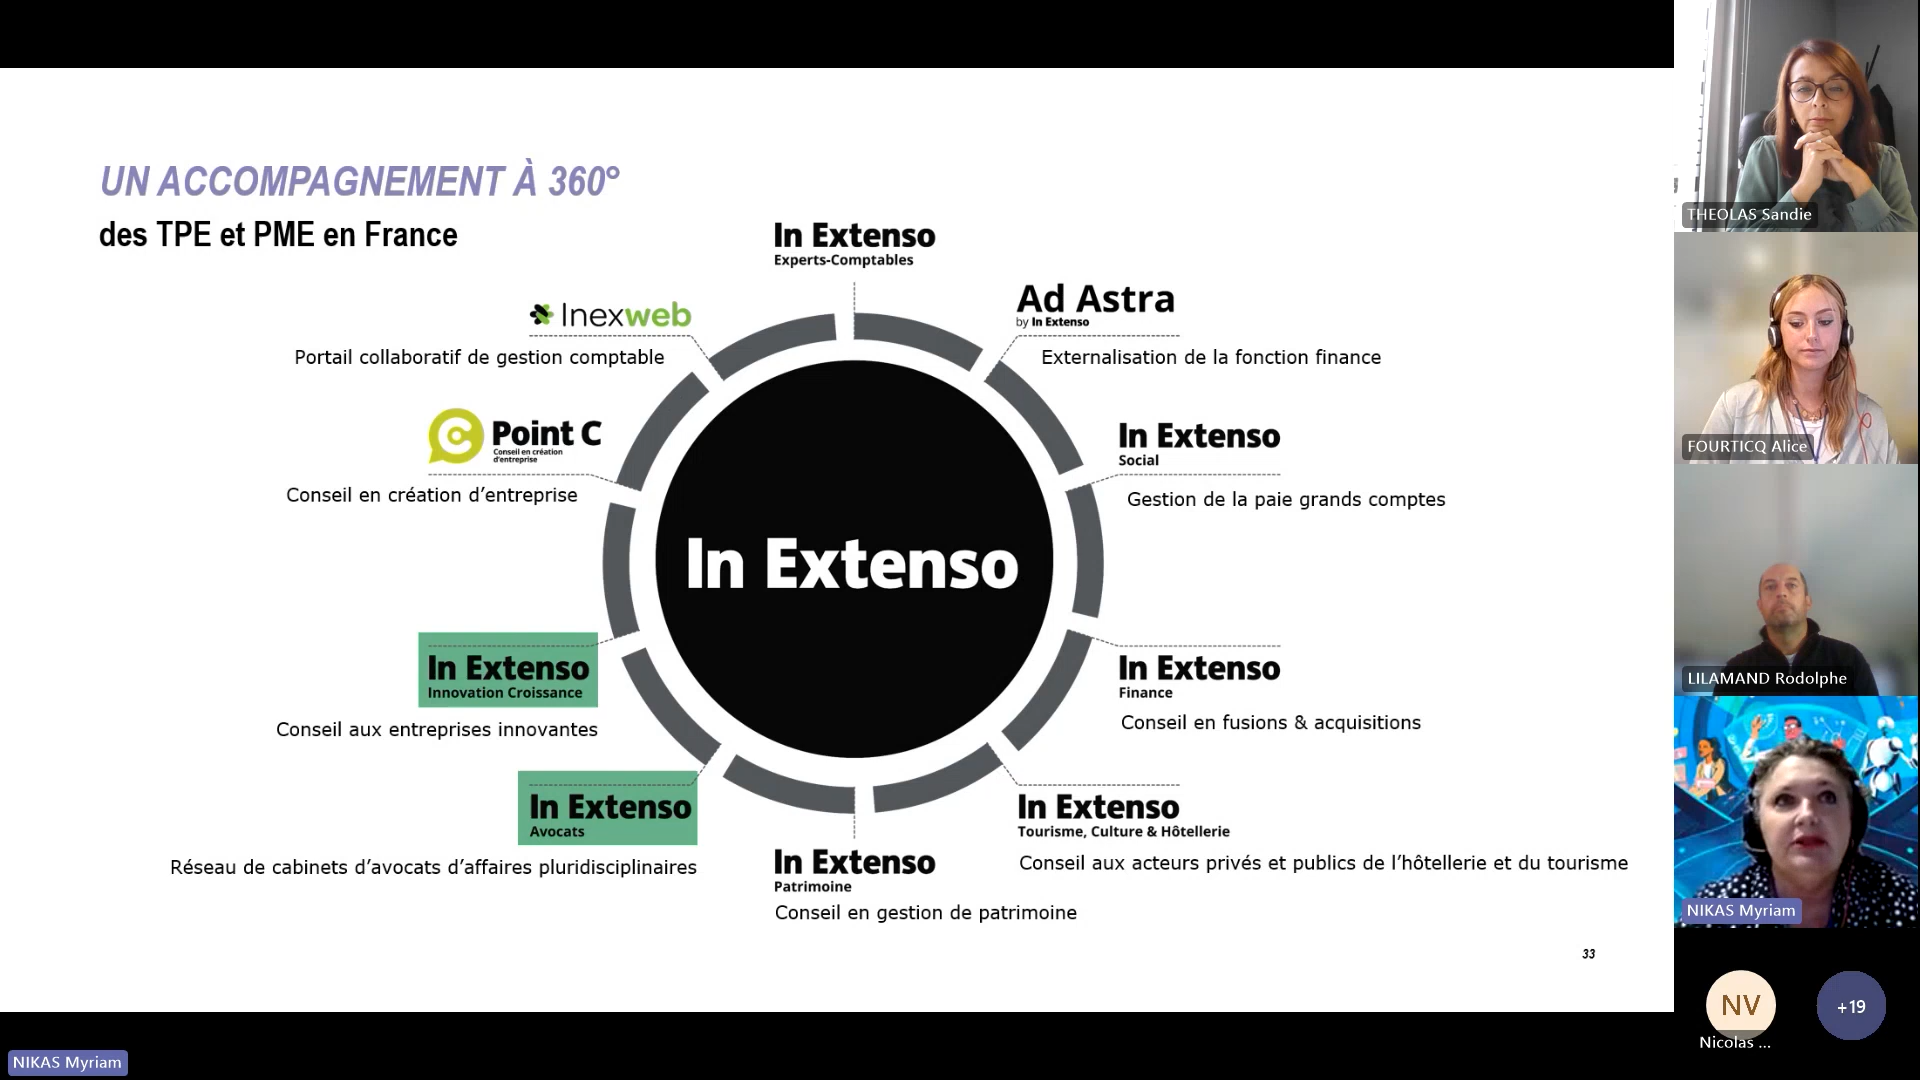 UN ACCOMPAGNEMENT À 360°
des TPE et PME en France
In Extenso
Experts-Comptables
Inexweb
Portail collaboratif de gestion comptable
Ad Astra
by In Extenso
Externalisation de la fonction finance
Point C
Conseil en création
d'entreprise
Conseil en création d’entreprise
In Extenso
Social
Gestion de la paie grands comptes
In Extenso
In Extenso
Innovation Croissance
Conseil aux entreprises innovantes
In Extenso
Finance
Conseil en fusions & acquisitions
In Extenso
Avocats
Réseau de cabinets d’avocats d’affaires pluridisciplinaires
In Extenso
Patrimoine
Conseil en gestion de patrimoine
In Extenso
Tourisme, Culture & Hôtellerie
Conseil aux acteurs privés et publics de l’hôtellerie et du tourisme
33
THEOLAS Sandie
FOURTICQ Alice
LILAMAND Rodolphe
NIKAS Myriam
NV
Nicolas ...
+19
NIKAS Myriam